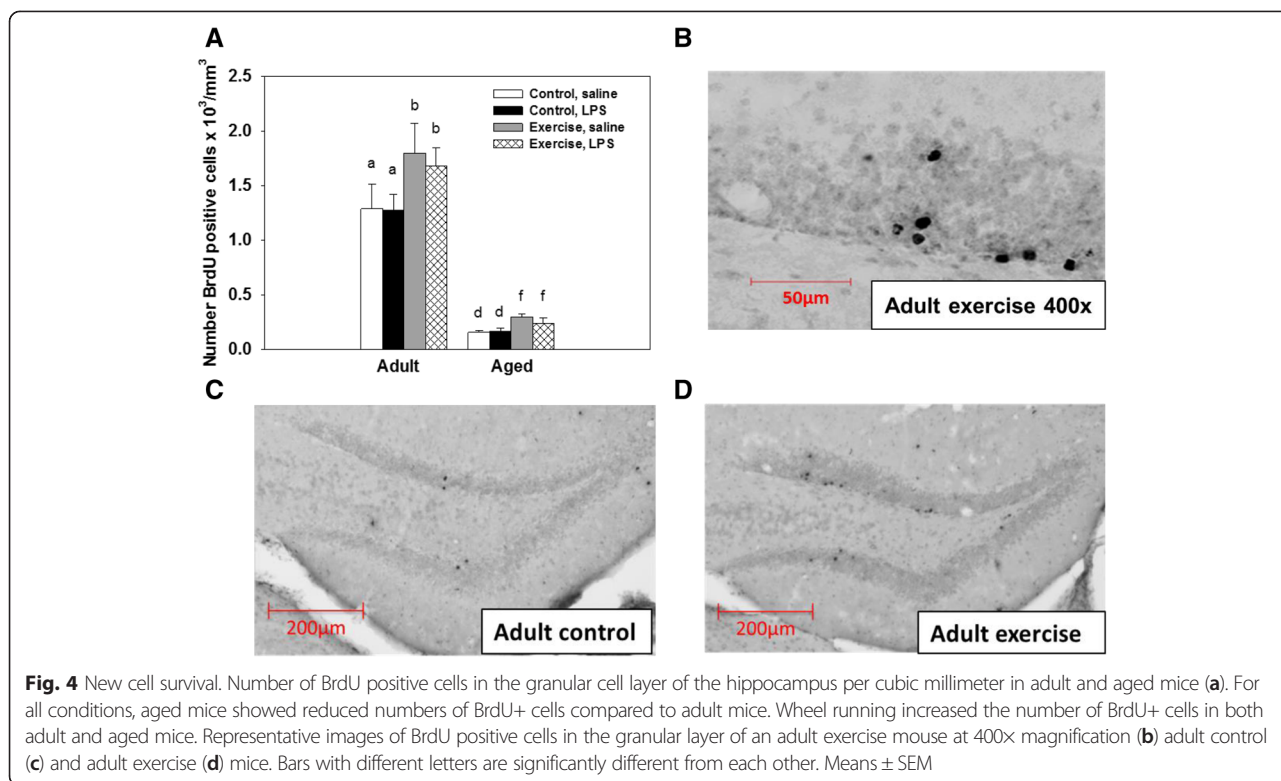 A
B
2.5
2.0
1.5
1.0
0.5
0.0
Number BrdU positive cells x 10³/mm³
Control, saline
Control, LPS
Exercise, saline
Exercise, LPS
a a b b
d d f f
Adult Aged
50µm
Adult exercise 400x
C
D
200µm
Adult control
200µm
Adult exercise
Fig. 4 New cell survival. Number of BrdU positive cells in the granular cell layer of the hippocampus per cubic millimeter in adult and aged mice (a). For
all conditions, aged mice showed reduced numbers of BrdU+ cells compared to adult mice. Wheel running increased the number of BrdU+ cells in both
adult and aged mice. Representative images of BrdU positive cells in the granular layer of an adult exercise mouse at 400× magnification (b) adult control
(c) and adult exercise (d) mice. Bars with different letters are significantly different from each other. Means ± SEM